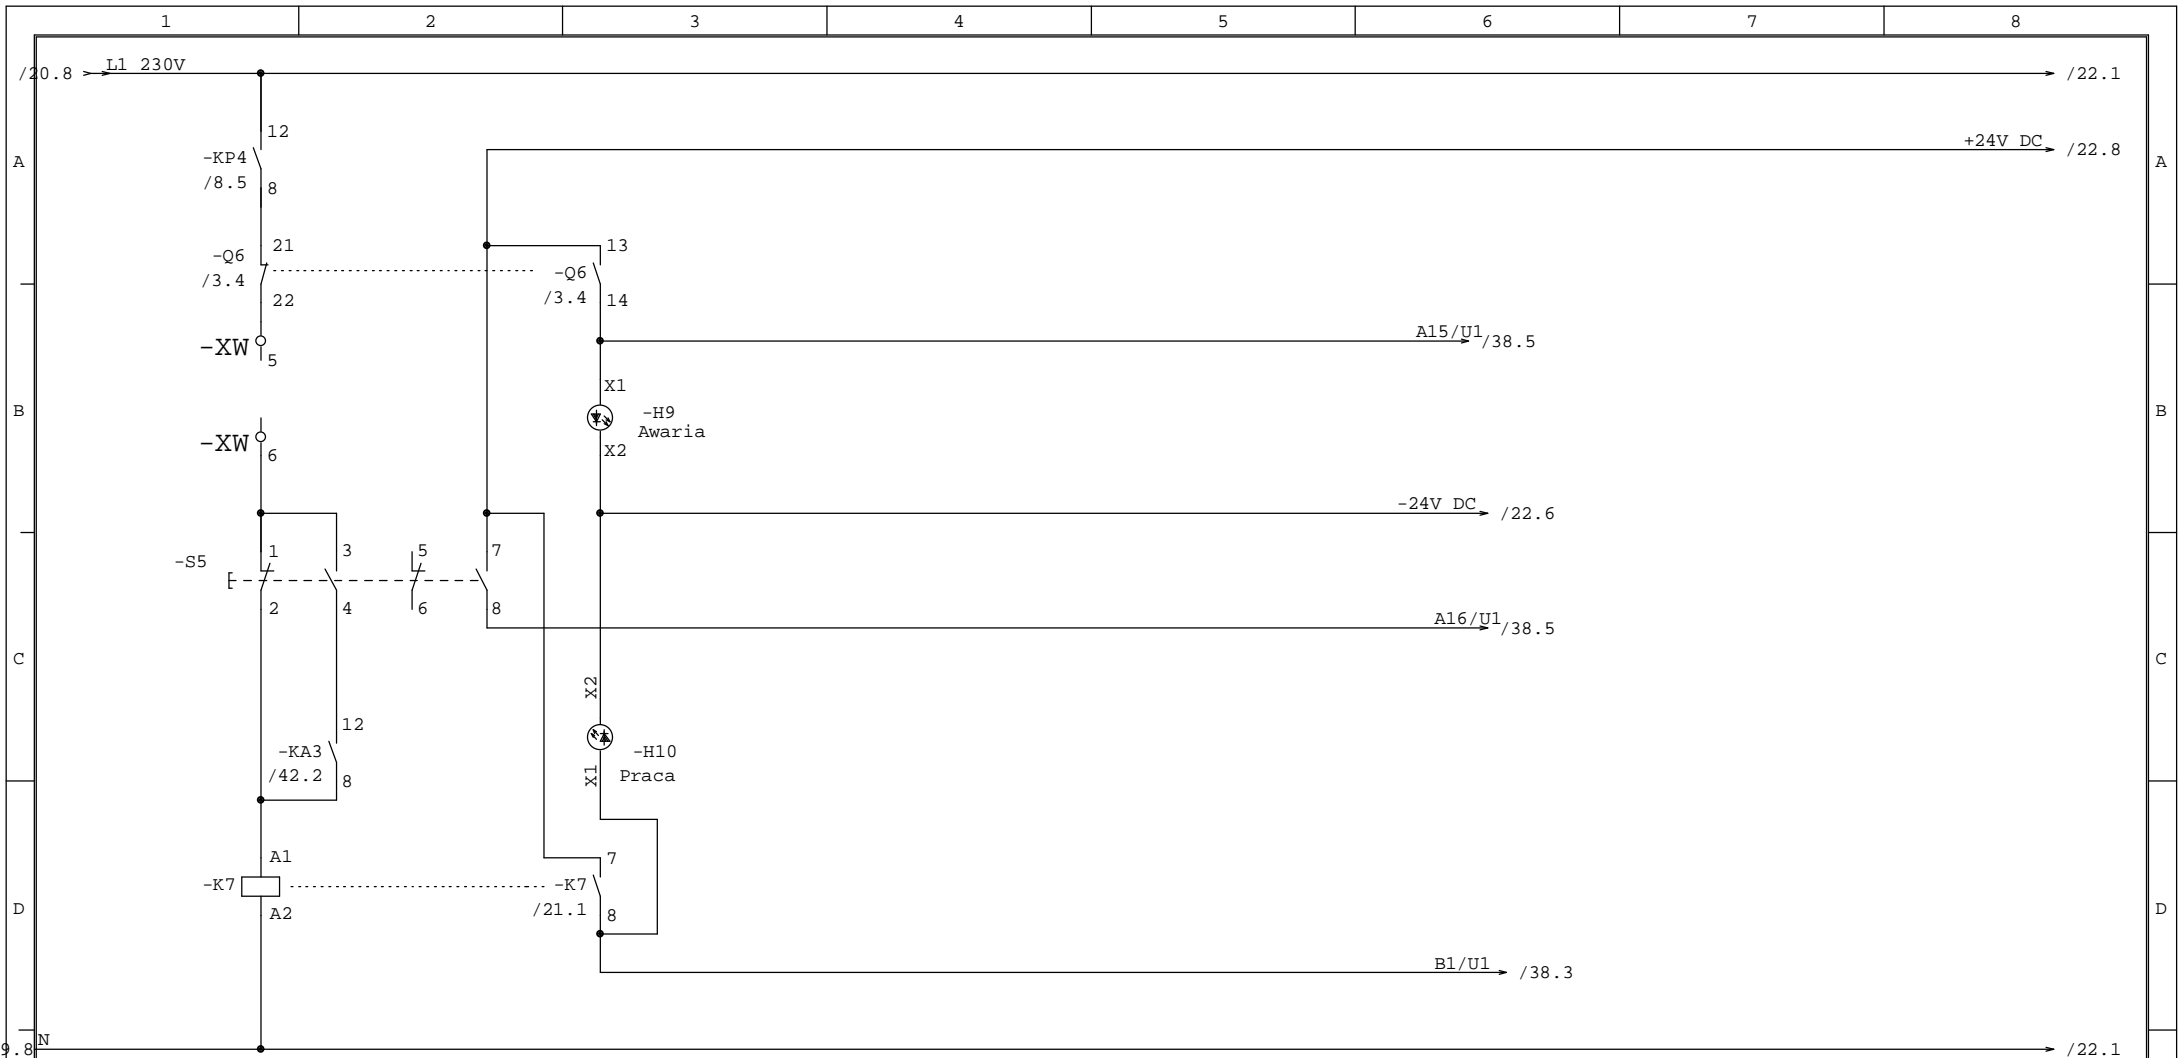 1 2 3 4 5 6 7 8
/20.8 L1 230V /22.1
12
+24V DC /22.8
A -KP4 A
/8.5 8
21 13
-Q6 -Q6
/3.4 /3.4
22 14
-XW 5
A15/U1 /38.5
X1
B -H9 B
Awaria
-XW 6
X2
-24V DC /22.6
-S5 1 3 5 7
2 4 6 8
A16/U1 /38.5
C C
X2
12
-KA3 -H10
/42.2 8 X1 Praca
A1 7
-K7 -K7
D A2 /21.1 8 D
B1/U1 /38.3
9.8 N /22.1